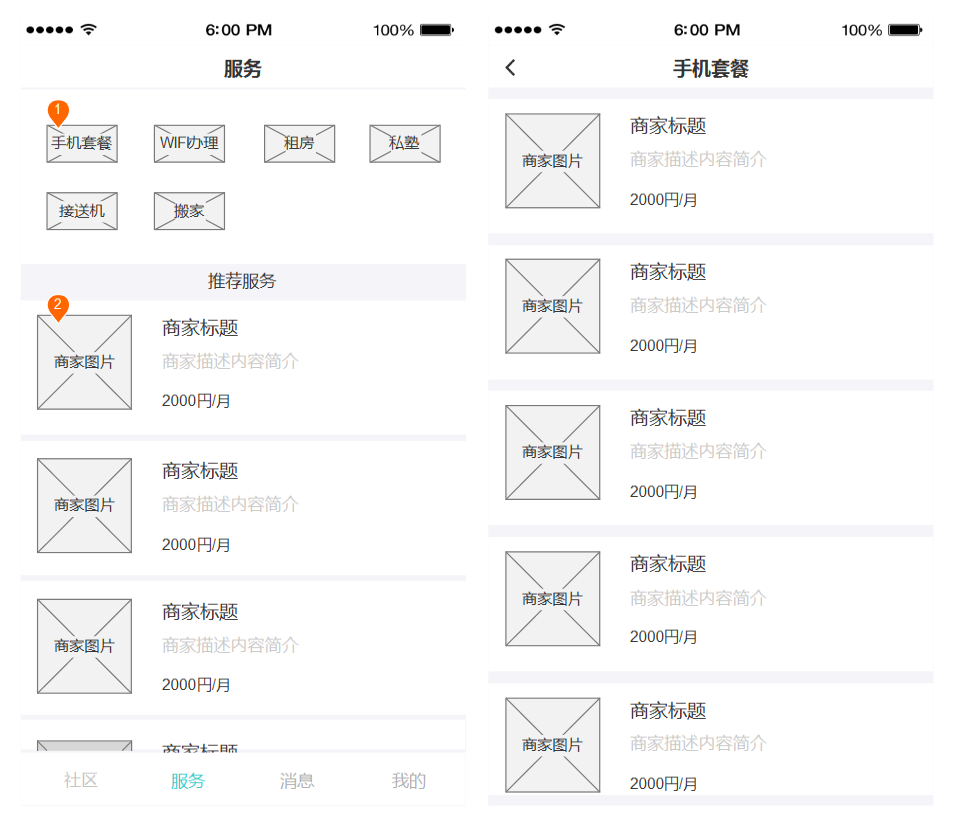 6:00 PM 100%
服务
1
手机套餐 WIFI办理 租房 私塾
接送机 搬家
推荐服务
2
商家图片
商家标题
商家描述内容简介
2000円/月
商家图片
商家标题
商家描述内容简介
2000円/月
商家图片
商家标题
商家描述内容简介
2000円/月
商家标题
社区 服务 消息 我的
6:00 PM 100%
手机套餐
商家图片
商家标题
商家描述内容简介
2000円/月
商家图片
商家标题
商家描述内容简介
2000円/月
商家图片
商家标题
商家描述内容简介
2000円/月
商家图片
商家标题
商家描述内容简介
2000円/月
商家图片
商家标题
商家描述内容简介
2000円/月